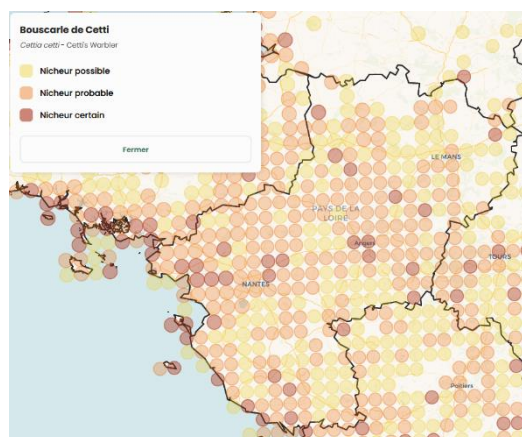 Bouscarle de Cetti
Cettia cetti - Cetti's Warbler
Nicheur possible
Nicheur probable
Nicheur certain
Fermer
LE MANS
PAYS DE LA
LOIRE
Angers
TOURS
NANTES
Poitiers